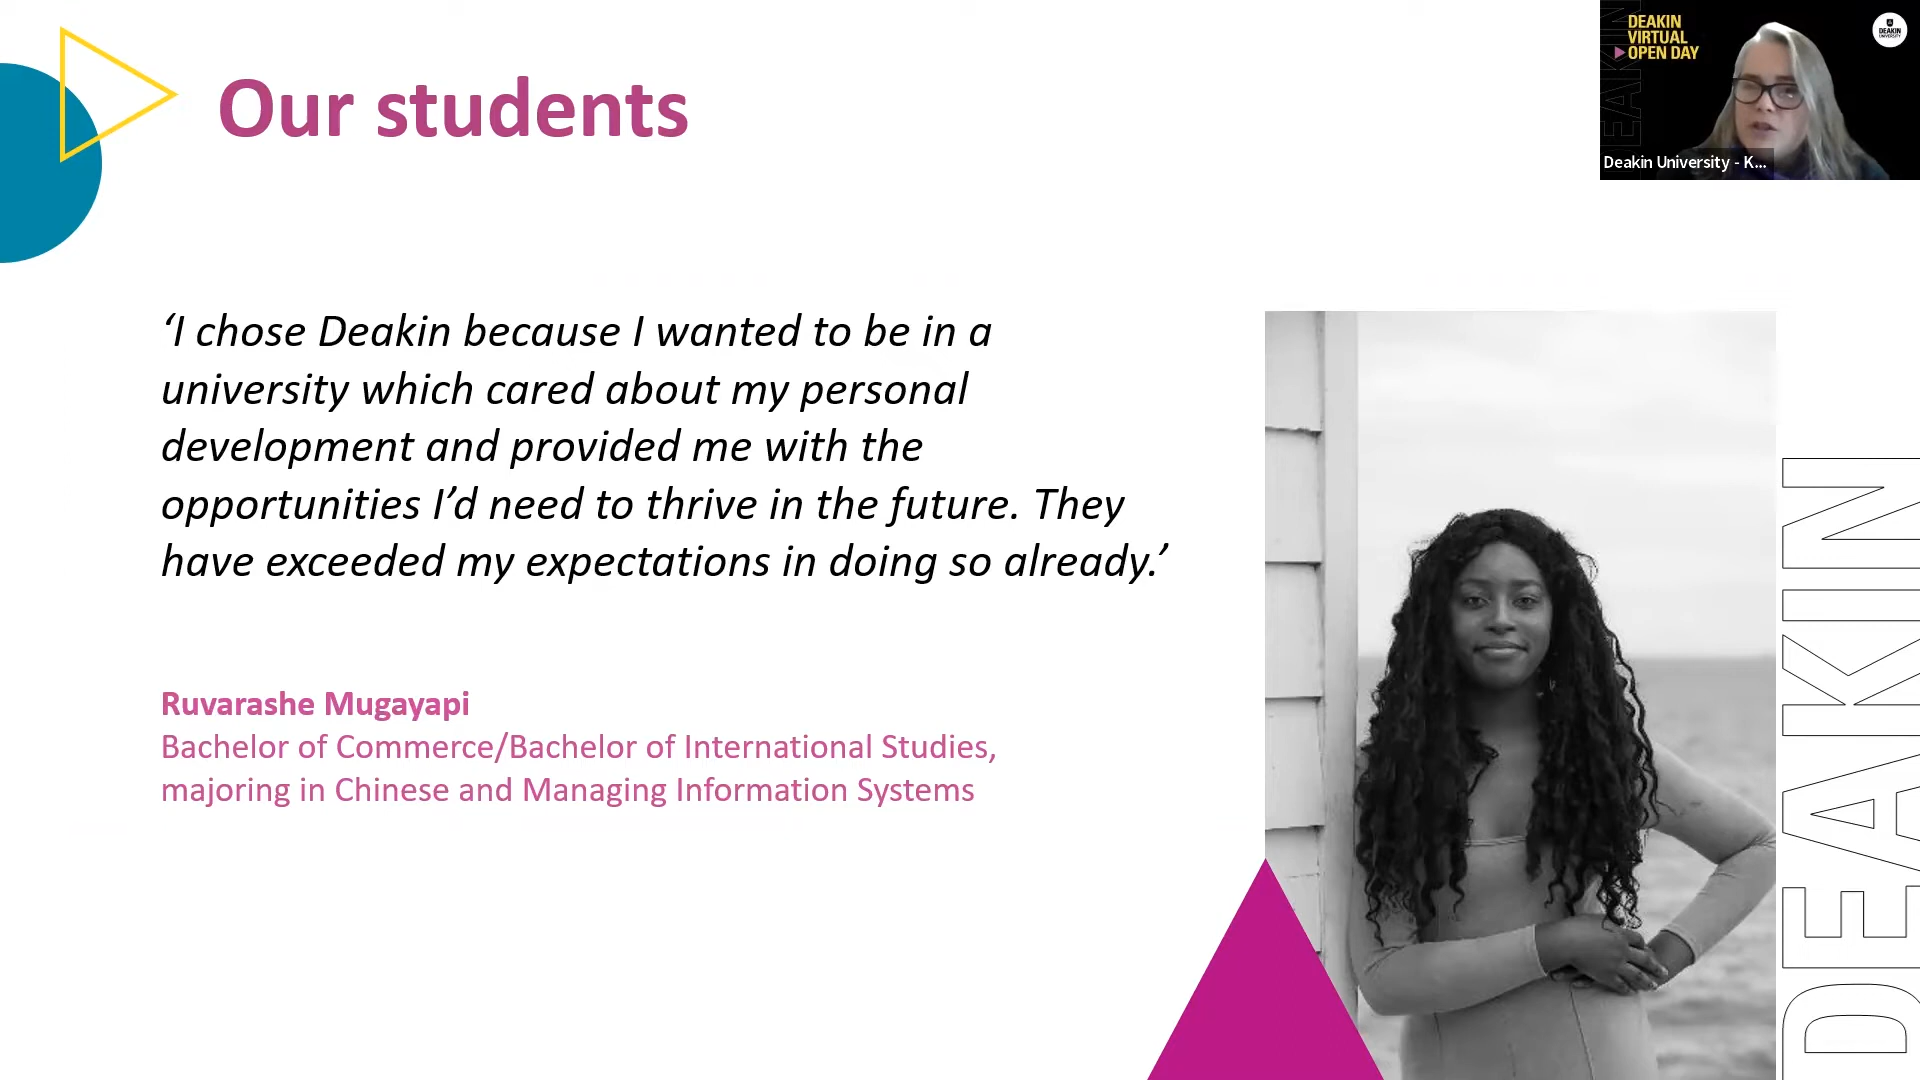 Our students
‘I chose Deakin because I wanted to be in a
university which cared about my personal
development and provided me with the
opportunities I’d need to thrive in the future. They
have exceeded my expectations in doing so already.’
Ruvarashe Mugayapi
Bachelor of Commerce/Bachelor of International Studies,
majoring in Chinese and Managing Information Systems
DEAKIN
DEAKIN
VIRTUAL
OPEN DAY
DEAKIN
UNIVERSITY
Deakin University - K...
DEAKIN